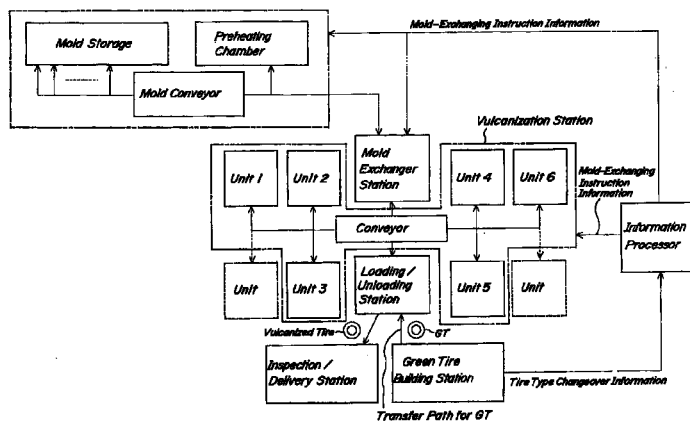 Mold-Exchanging Instruction Information
Mold Storage
Preheating
Chamber
Mold Conveyor
Vulcanization Station
Mold
Exchanger
Station
Unit 1
Unit 2
Unit 4
Unit 6
Mold-Exchanging
Instruction
Information
Conveyor
Information
Processor
Unit
Unit 3
Loading /
Unloading
Station
Unit 5
Unit
Vulcanized Tire
GT
Inspection /
Delivery Station
Green Tire
Building Station
Tire Type Changeover Information
Transfer Path for GT